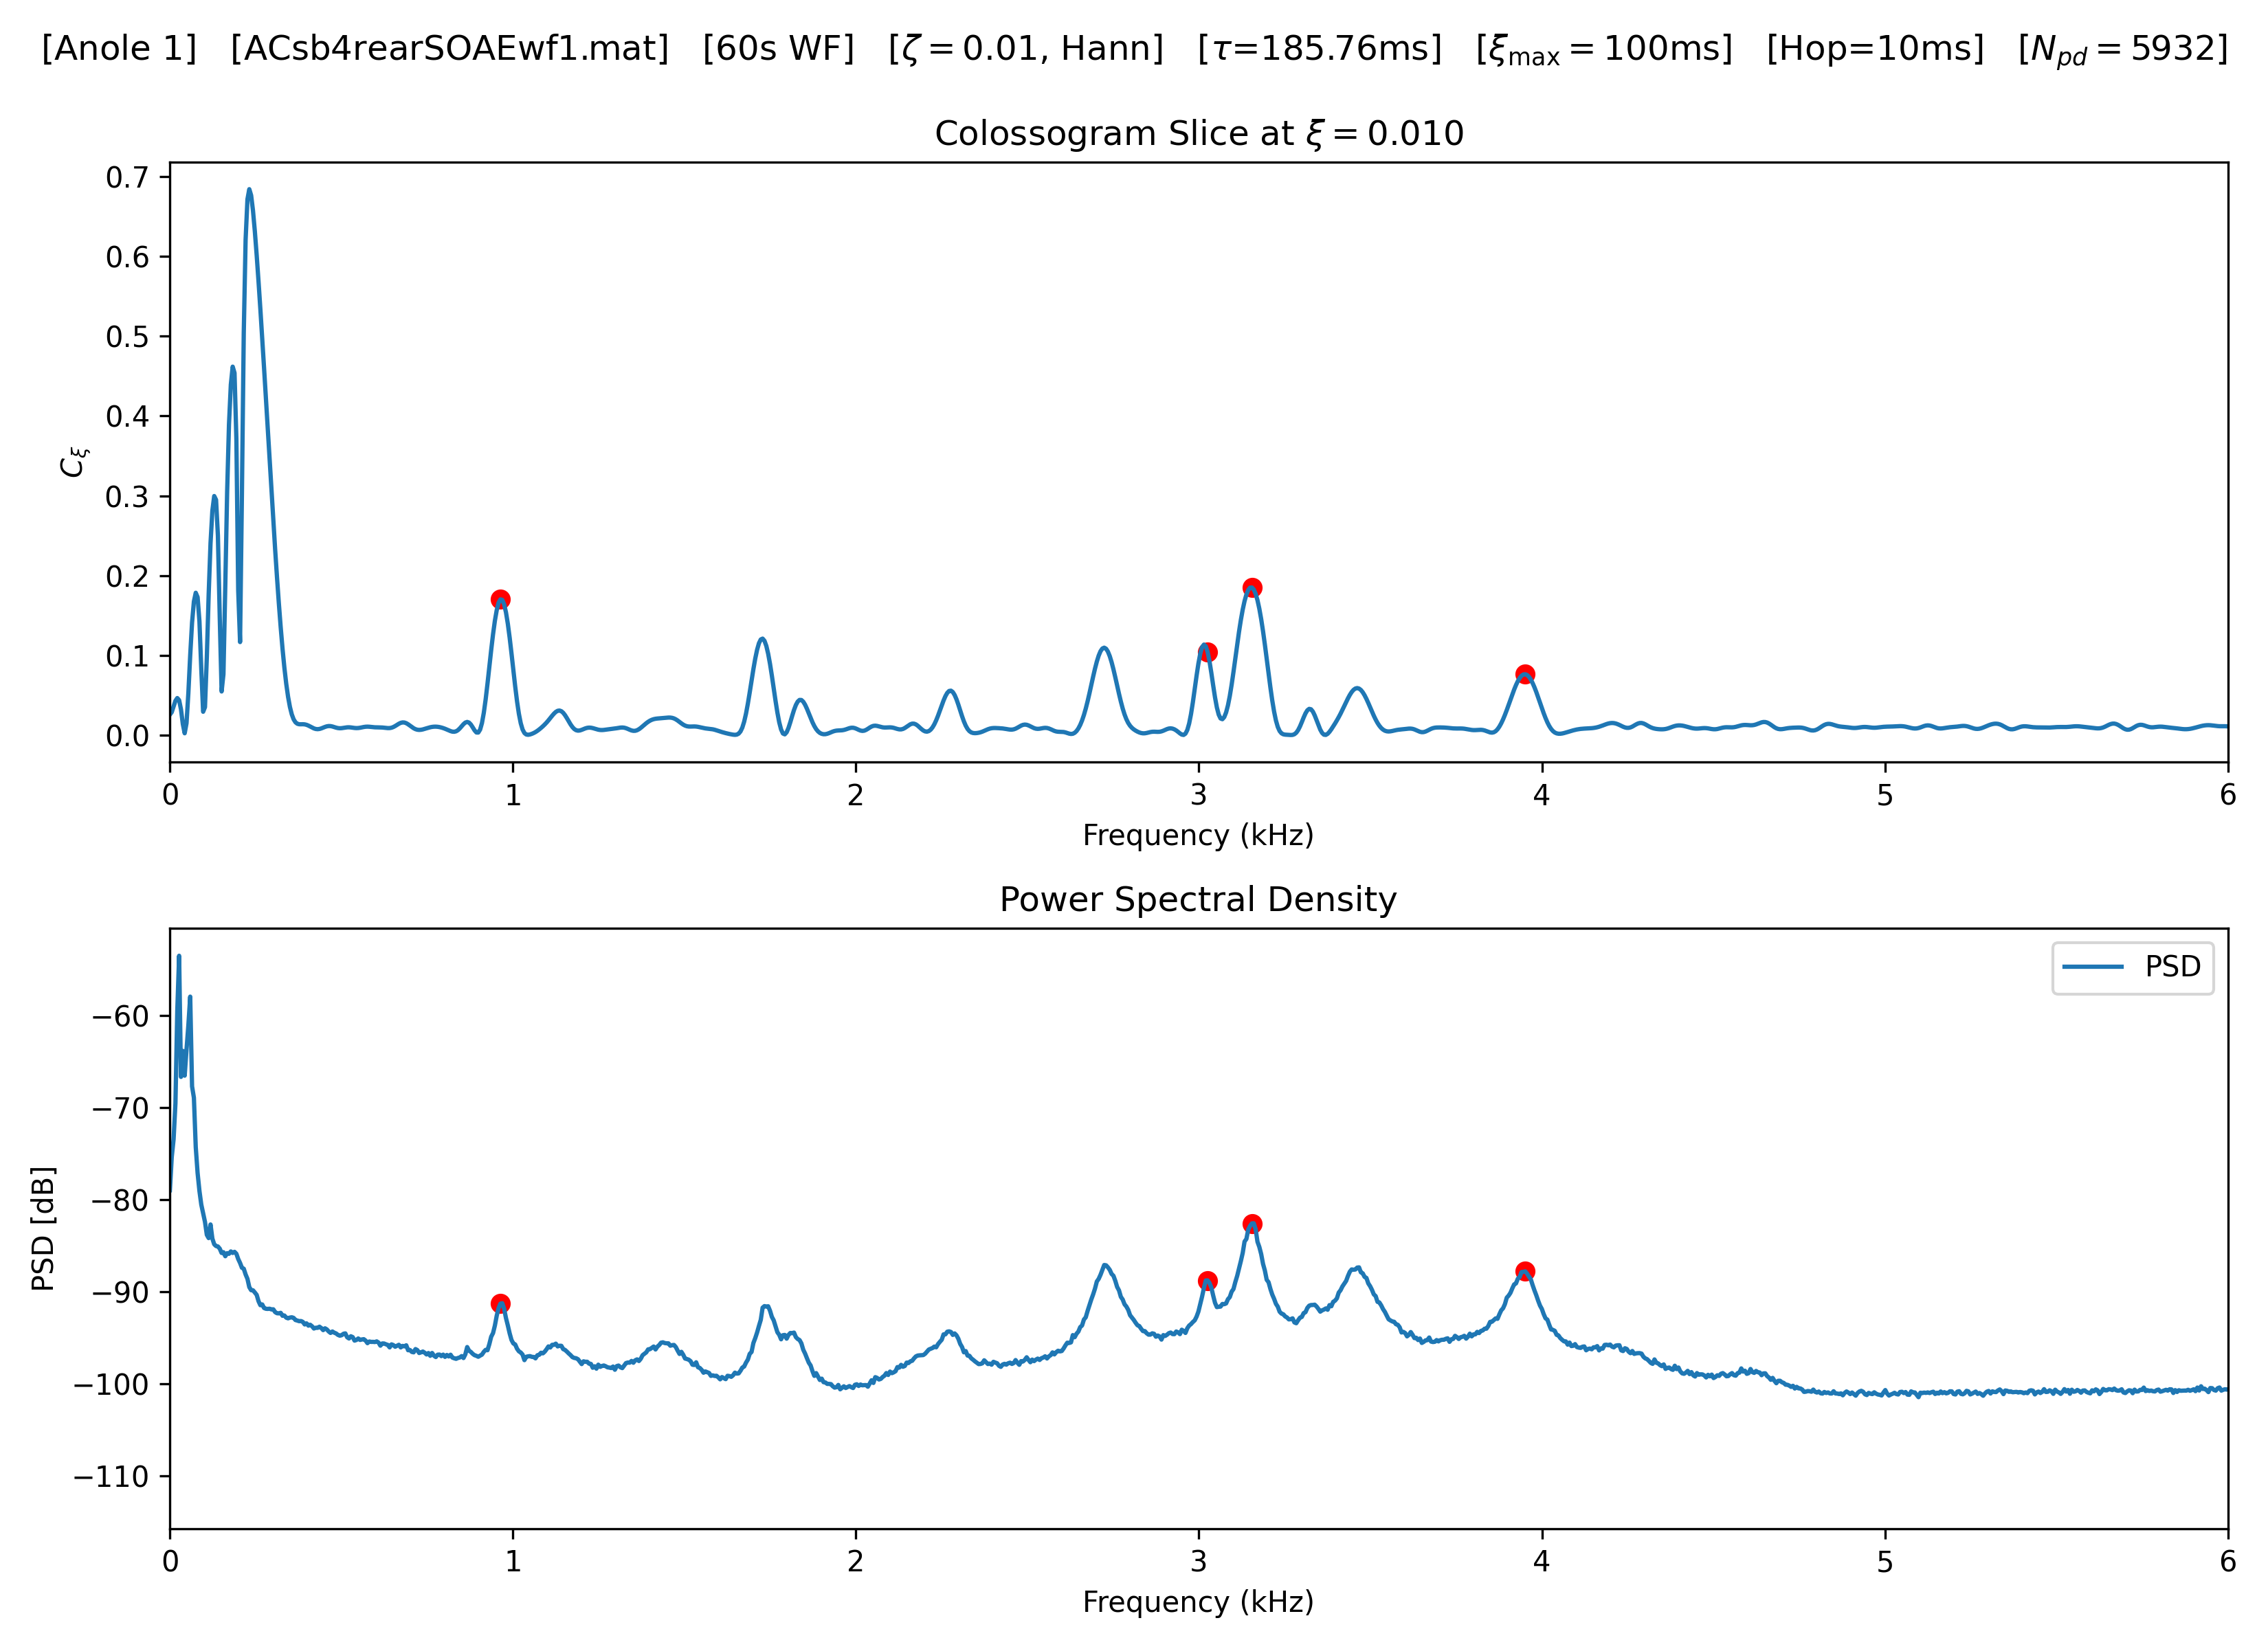 [Anole 1] [ACsb4rearSOAEwf1.mat] [60s WF] [ζ = 0.01, Hann] [τ=185.76ms] [ξmax = 100ms] [Hop=10ms] [Npd = 5932]
Colossogram Slice at ξ = 0.010
0.7
0.6
0.5
0.4
0.3
0.2
0.1
0.0
Cξ
0 1 2 3 4 5 6
Frequency (kHz)
Power Spectral Density
PSD
−60
−70
−80
−90
−100
−110
PSD [dB]
0 1 2 3 4 5 6
Frequency (kHz)